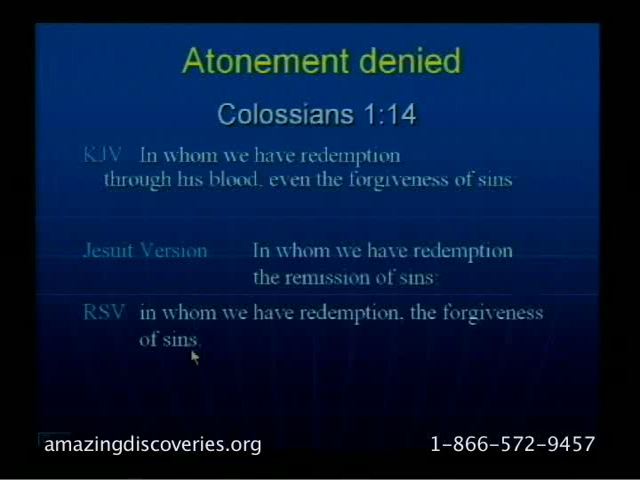 Atonement denied
Colossians 1:14
KJV In whom we have redemption
through his blood, even the forgiveness of sins
Jesuit Version In whom we have redemption
the remission of sins:
RSV in whom we have redemption, the forgiveness
of sins.
amazingdiscoveries.org 1-866-572-9457